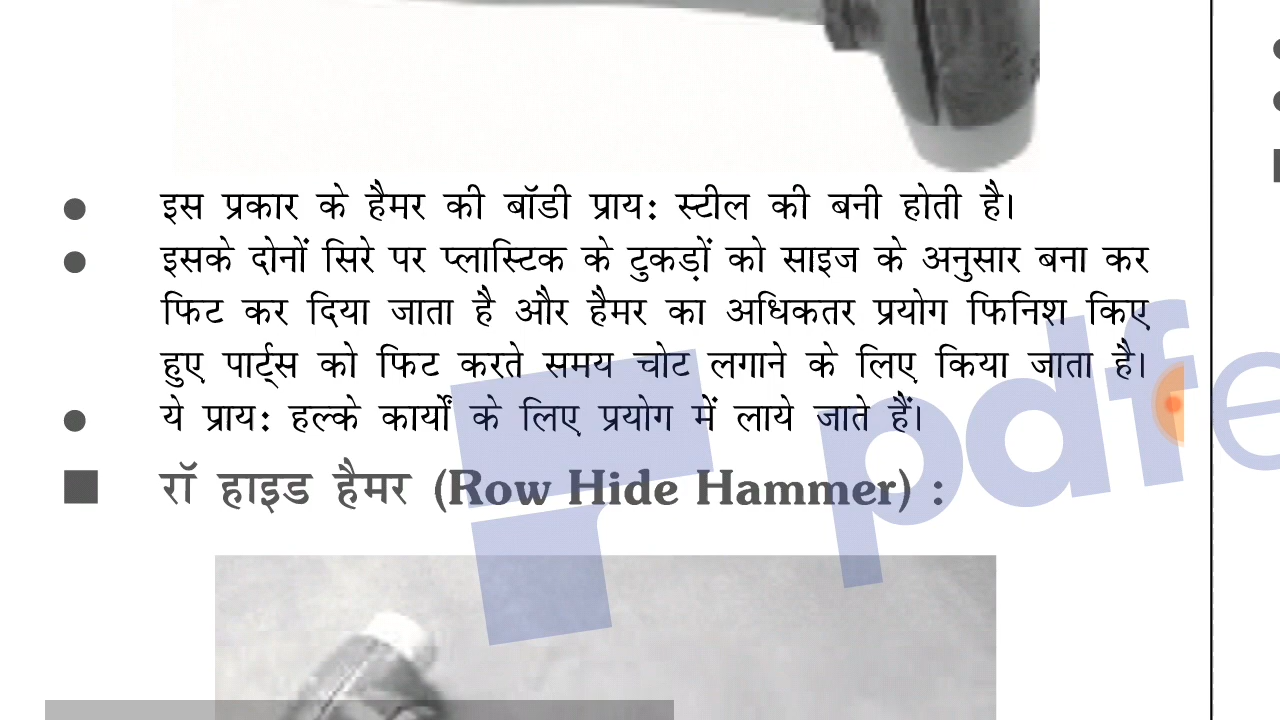 इस प्रकार के हैमर की बॉडी प्राय: स्टील की बनी होती है।
इसके दोनों सिरे पर प्लास्टिक के टुकड़ों को साइज के अनुसार बना कर
फिट कर दिया जाता है और हैमर का अधिकतर प्रयोग फिनिश किए
हुए पार्ट्स को फिट करते समय चोट लगाने के लिए किया जाता है।
ये प्राय: हल्के कार्यों के लिए प्रयोग में लाये जाते हैं।
रॉ हाइड हैमर (Row Hide Hammer) :
pdfe